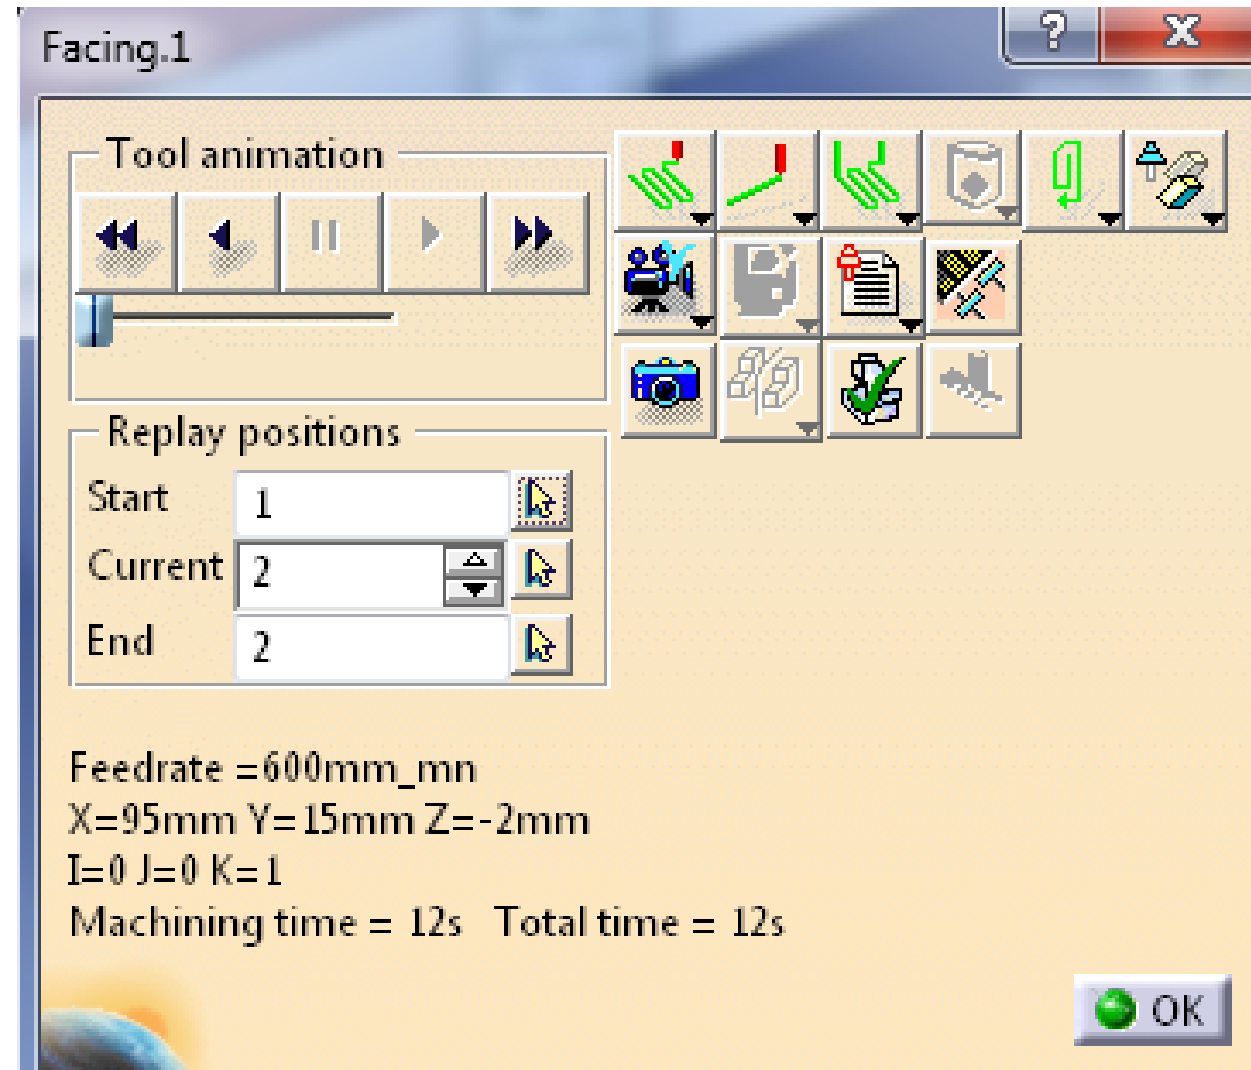 Facing.1
?
X
Tool animation
Replay positions
Start 1
Current 2
End 2
Feedrate =600mm_mn
X=95mm Y=15mm Z=-2mm
I=0 J=0 K=1
Machining time = 12s Total time = 12s
OK